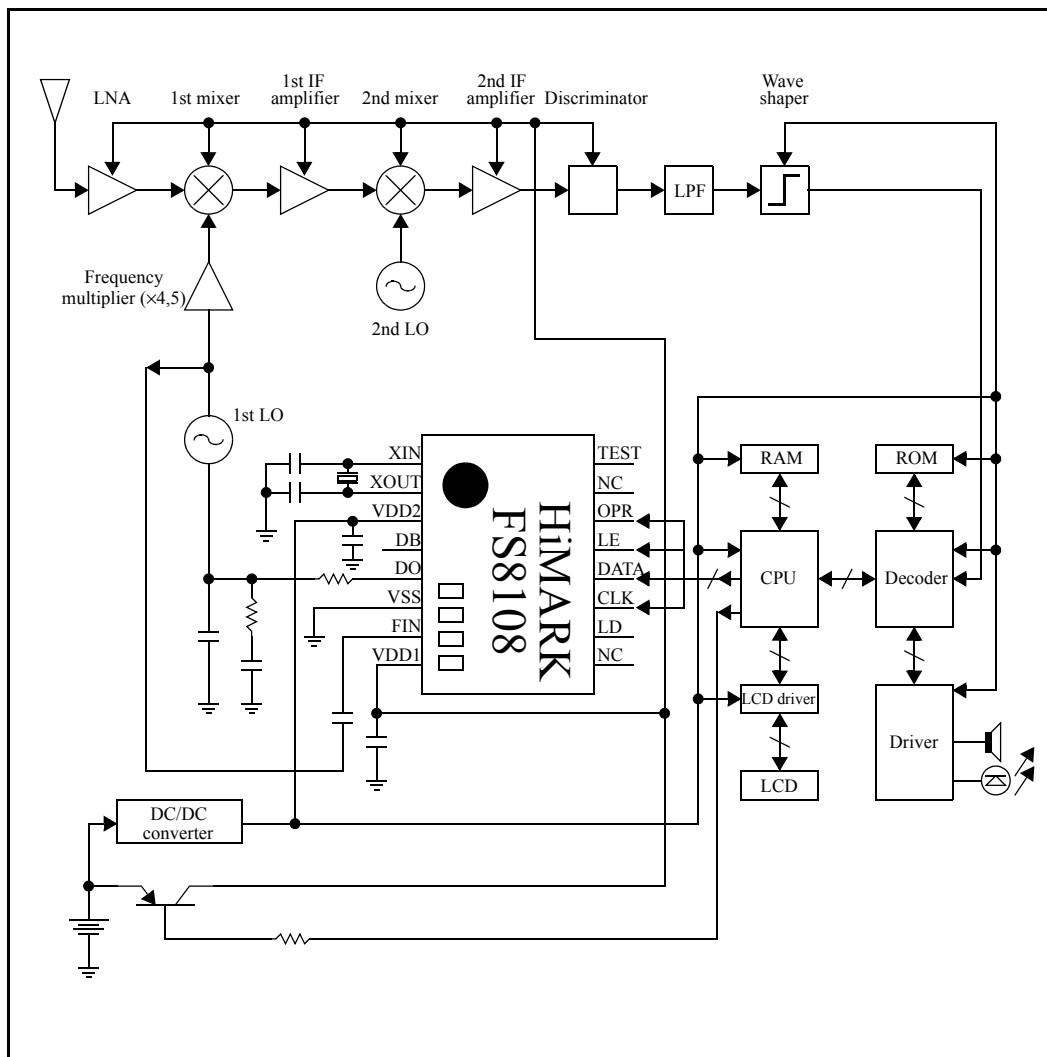 LNA
1st mixer
1st IF
amplifier
2nd mixer
2nd IF
amplifier
Discriminator
Wave
shaper
LPF
Frequency
multiplier (×4,5)
2nd LO
1st LO
XIN
XOUT
VDD2
DB
DO
VSS
FIN
VDD1
HiMARK
FS8108
TEST
NC
OPR
LE
DATA
CLK
LD
NC
RAM
ROM
CPU
Decoder
LCD driver
Driver
LCD
DC/DC
converter